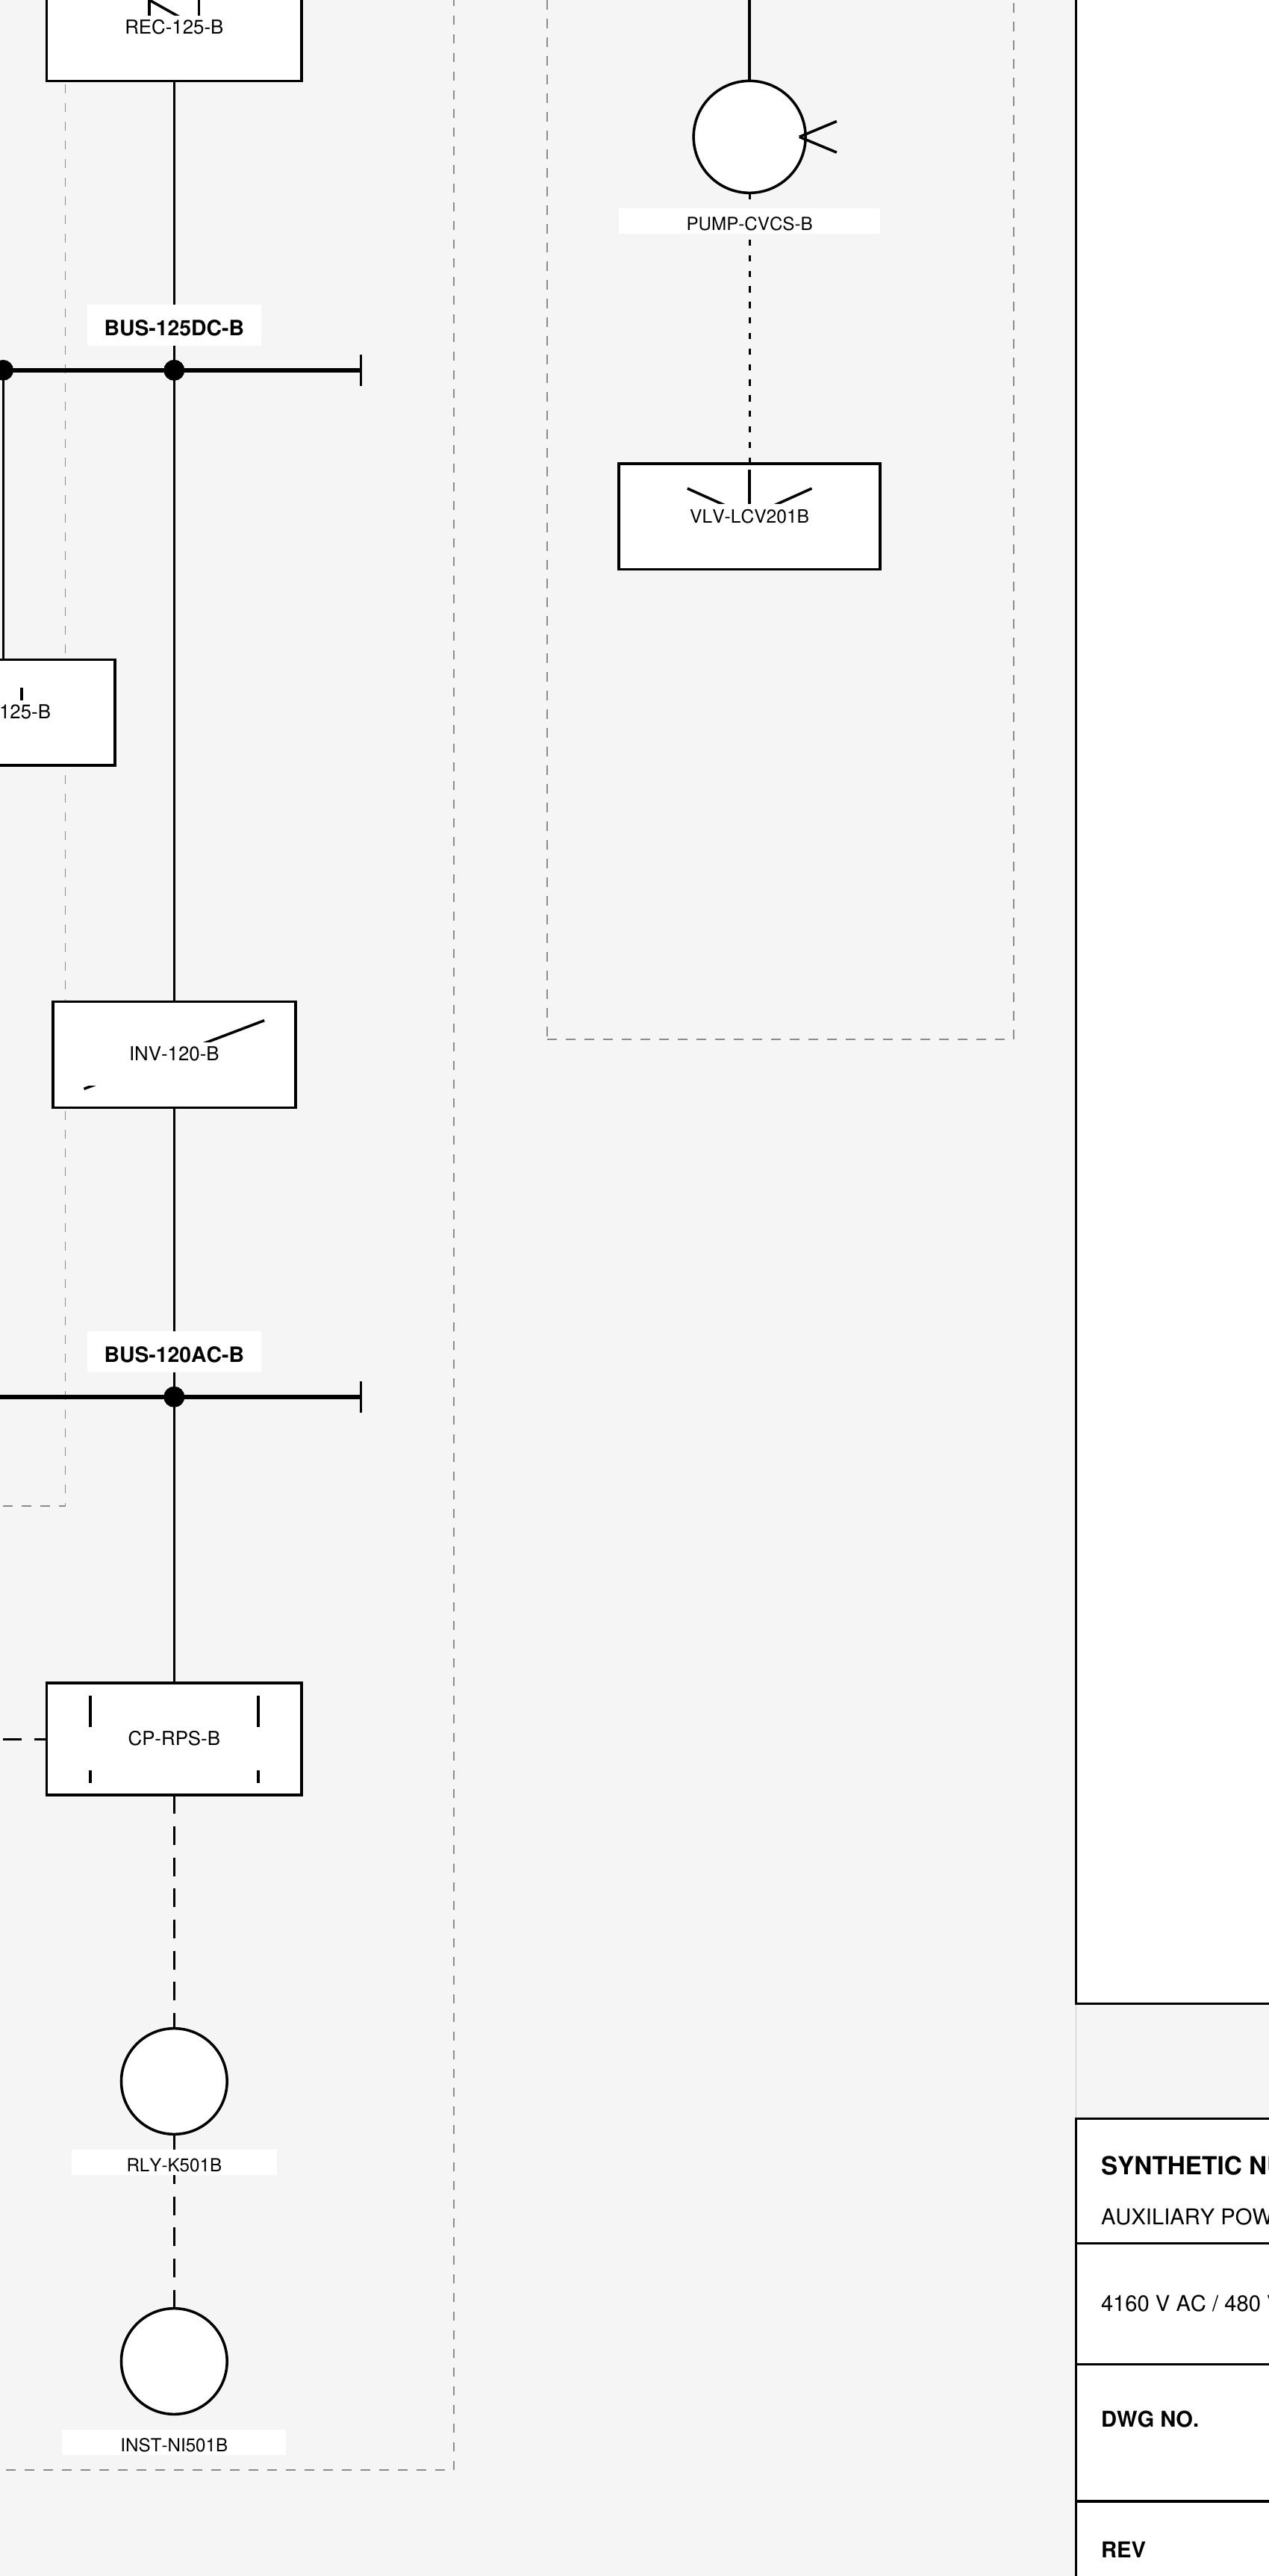 REC-125-B
PUMP-CVCS-B
BUS-125DC-B
VLV-LCV201B
125-B
INV-120-B
BUS-120AC-B
CP-RPS-B
RLY-K501B
INST-NI501B
SYNTHETIC
AUXILIARY POW
4160 V AC / 480
DWG NO.
REV